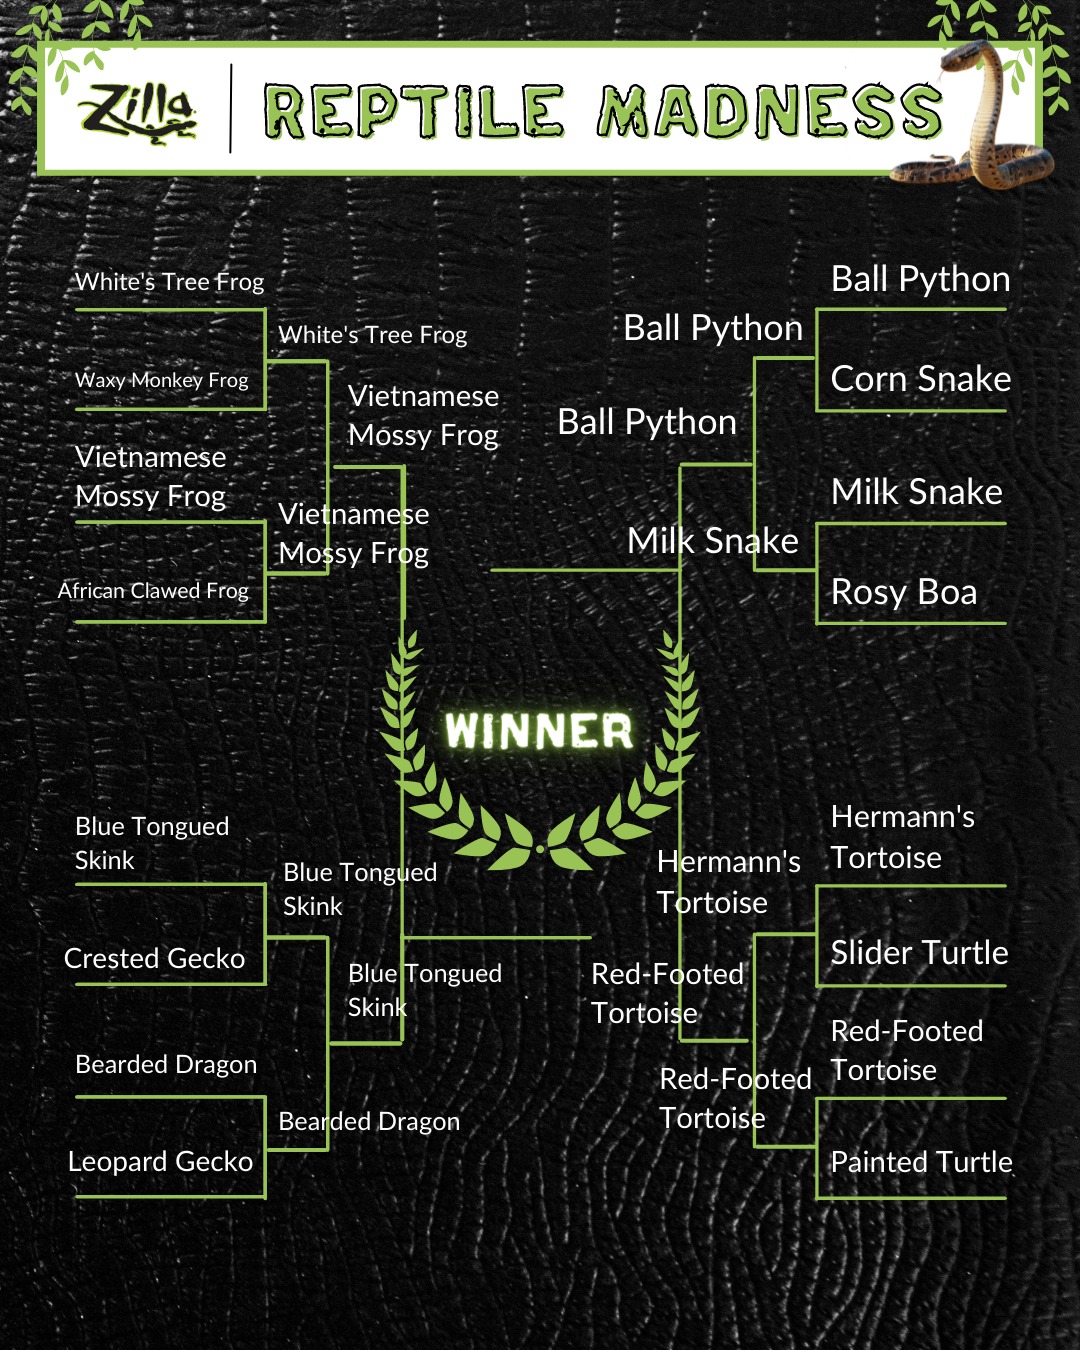 Zilla
REPTILE MADNESS
White's Tree Frog
Waxy Monkey Frog
Vietnamese
Mossy Frog
African Clawed Frog
White's Tree Frog
Vietnamese
Mossy Frog
Vietnamese
Mossy Frog
Ball Python
Corn Snake
Milk Snake
Rosy Boa
Ball Python
Milk Snake
Ball Python
WINNER
Blue Tongued
Skink
Crested Gecko
Bearded Dragon
Leopard Gecko
Blue Tongued
Skink
Bearded Dragon
Blue Tongued
Skink
Hermann's
Tortoise
Slider Turtle
Red-Footed
Tortoise
Painted Turtle
Hermann's
Tortoise
Red-Footed
Tortoise
Red-Footed
Tortoise